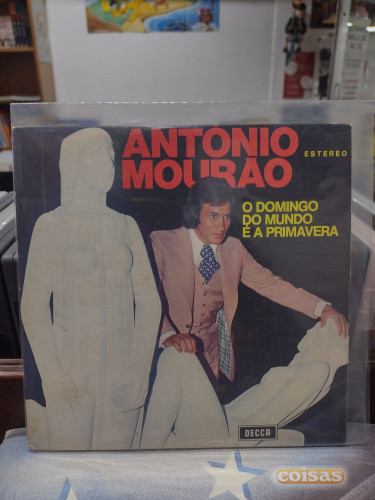 ANTÓNIO
MOURÃO
ESTEREO
O DOMINGO
DO MUNDO
É A PRIMAVERA
DECCA
coisas